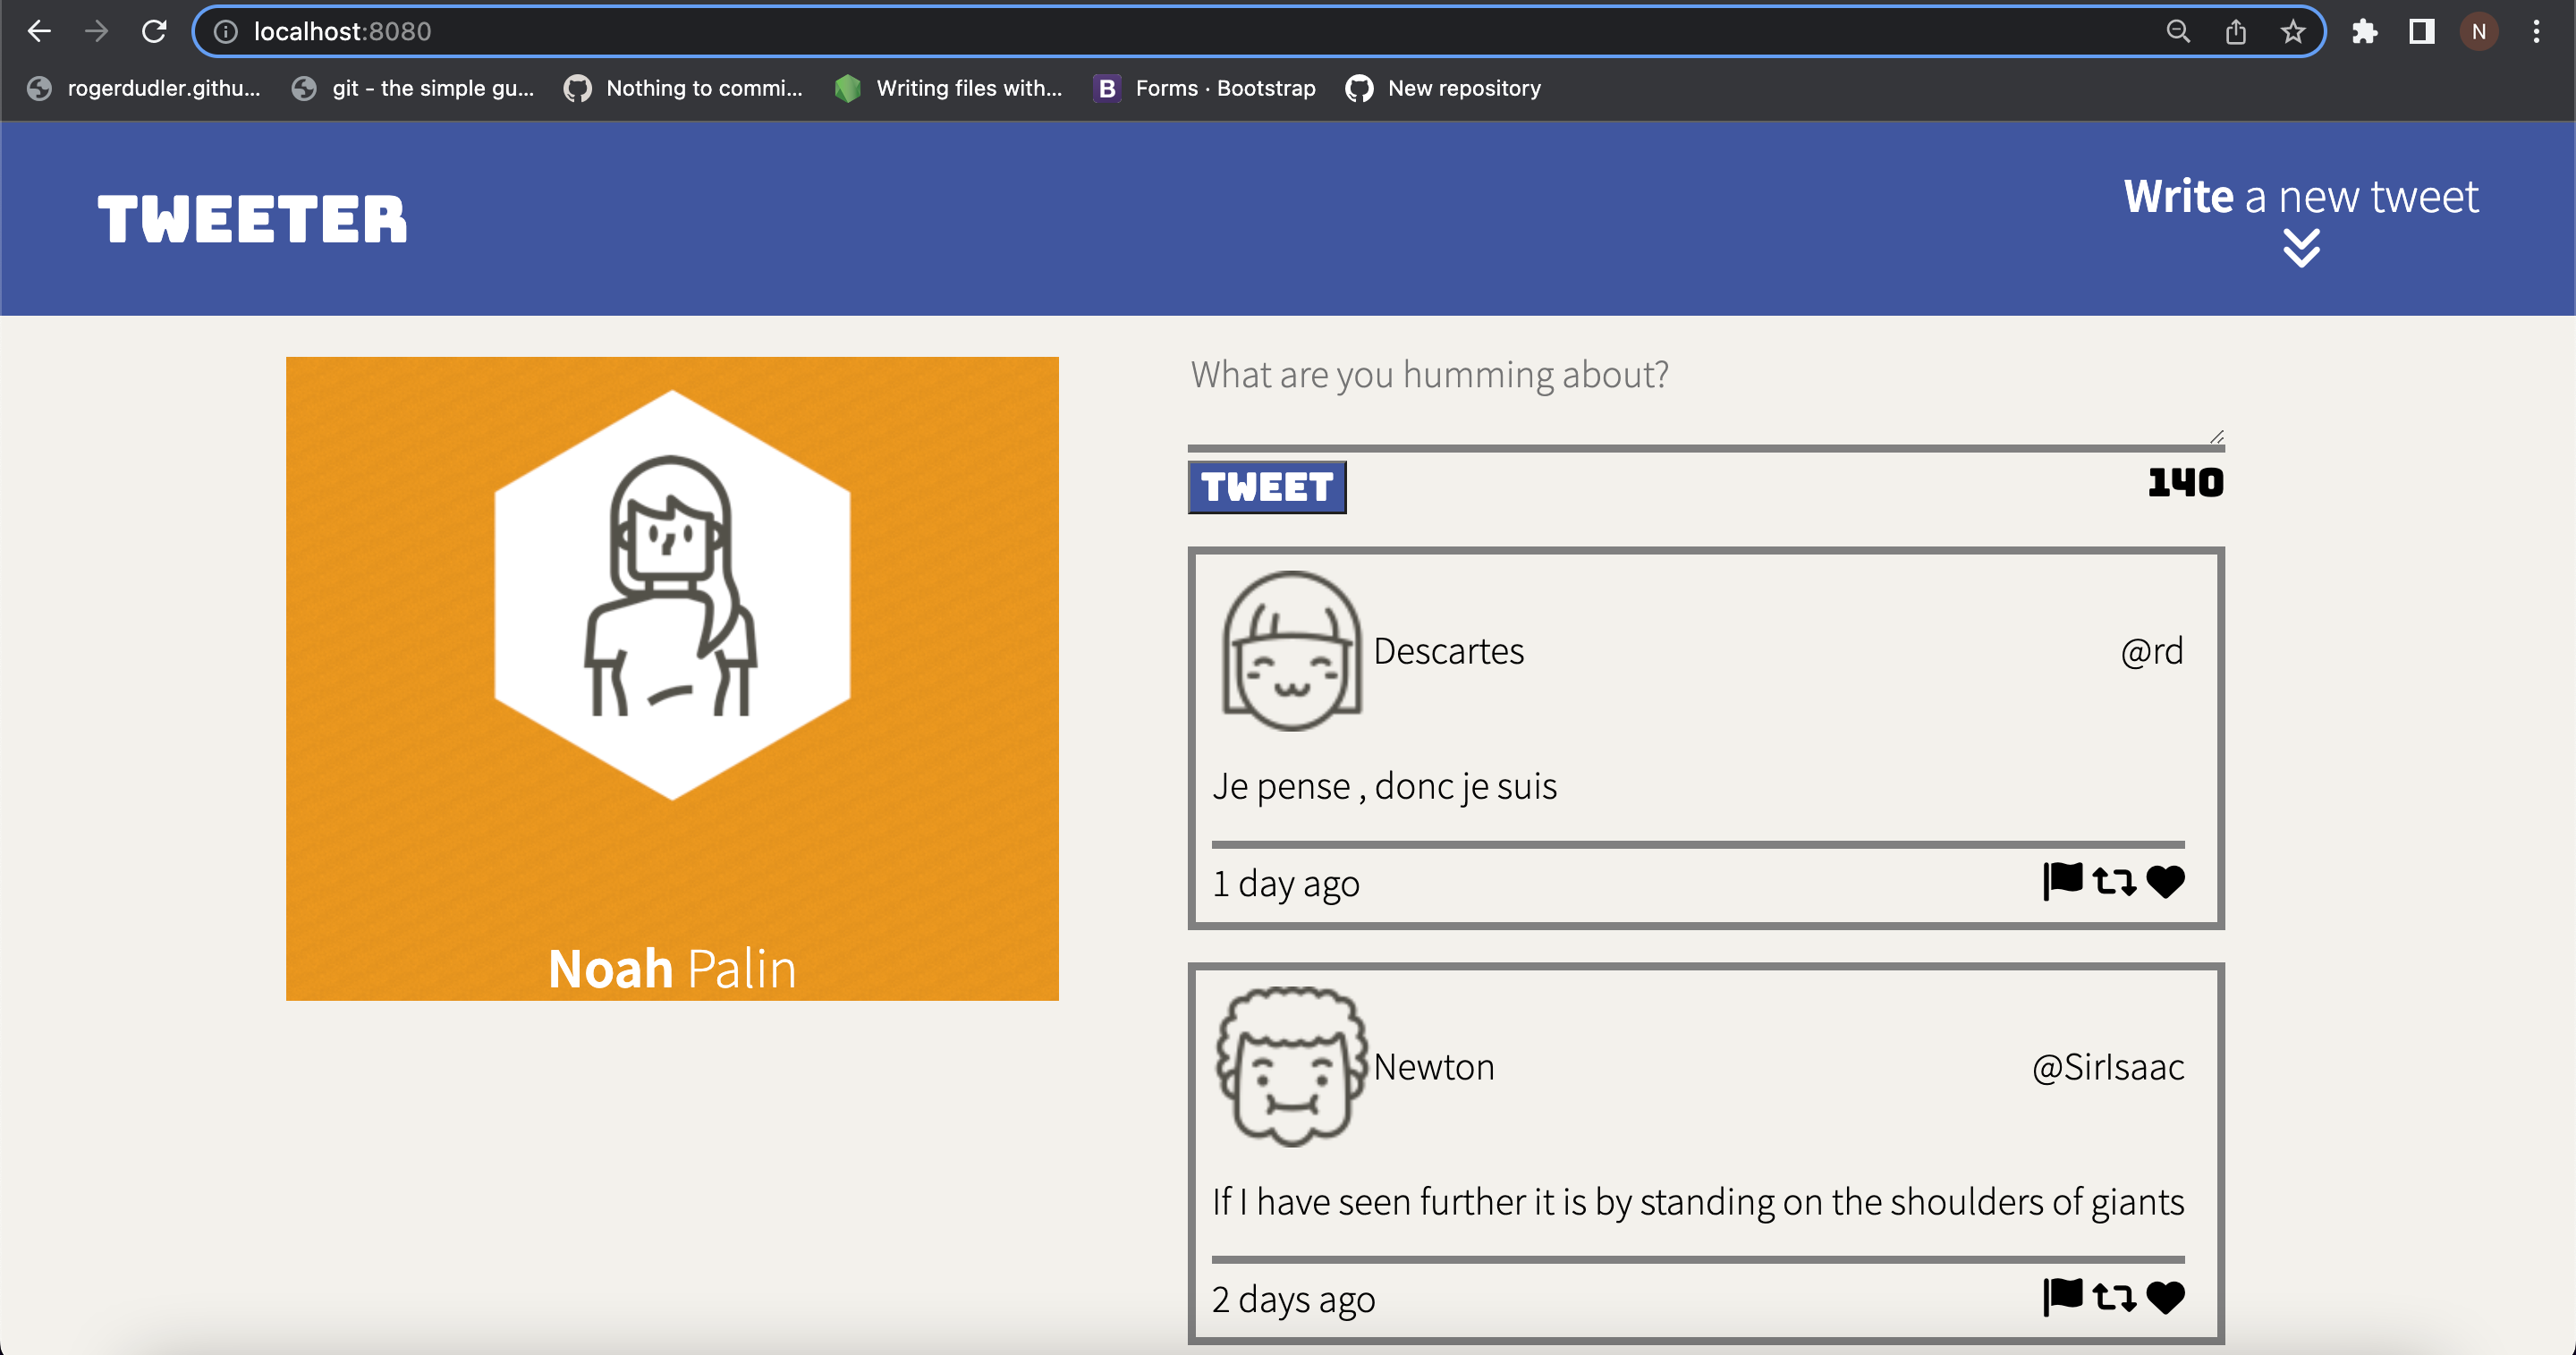 localhost:8080
N
rogerdudler.githu...
git - the simple gu...
Nothing to commi...
Writing files with...
B
Forms · Bootstrap
New repository
TWEETER
Write a new tweet
What are you humming about?
TWEET
140
Descartes
@rd
Je pense , donc je suis
1 day ago
Noah Palin
Newton
@SirIsaac
If I have seen further it is by standing on the shoulders of giants
2 days ago